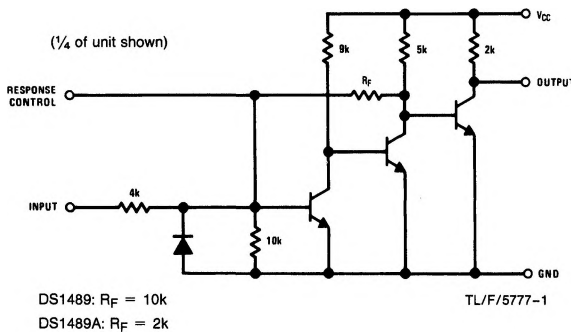 (¼ of unit shown)
VCC
9k
5k
2k
RF
RESPONSE
CONTROL
OUTPUT
INPUT
4k
10k
GND
DS1489: RF = 10k
DS1489A: RF = 2k
TL/F/5777-1